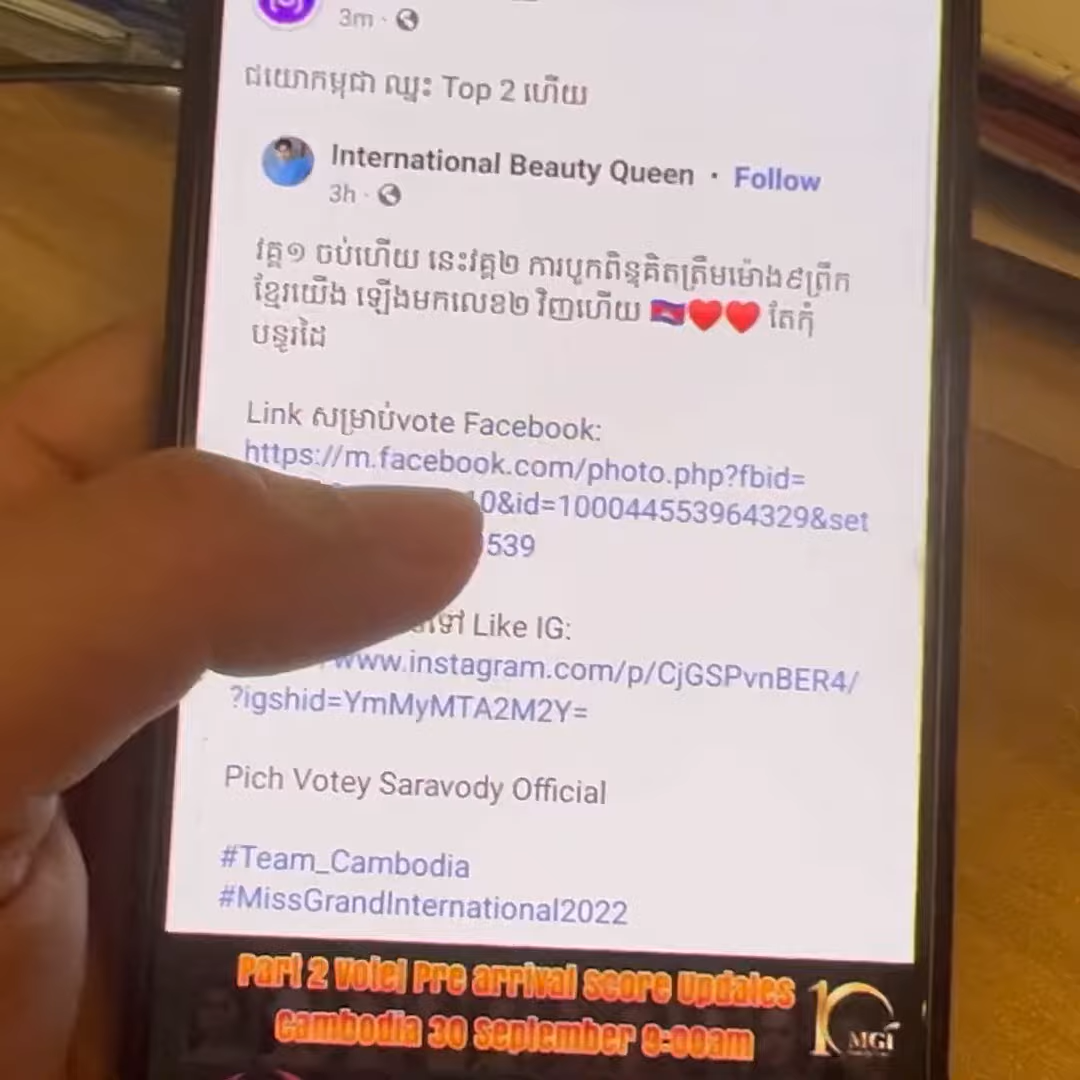 3m ·
ជយោកម្ពុជា ឈ្នះ Top 2 ហើយ
International Beauty Queen · Follow
3h ·
វគ្គ១ ចប់ហើយ នេះវគ្គ២ ការបូកពិន្ទុគិតត្រឹមម៉ោង៩ព្រឹក
ខ្មែរយើង ឡើងមកលេខ២ វិញហើយ 🇰🇭♥️♥️ តែកុំ
បន្ធូរដៃ
Link សម្រាប់vote Facebook:
https://m.facebook.com/photo.php?fbid=
10&id=100044553964329&set
539
ទៅ Like IG:
www.instagram.com/p/CjGSPvnBER4/
?igshid=YmMyMTA2M2Y=
Pich Votey Saravody Official
#Team_Cambodia
#MissGrandInternational2022
Part 2 Vote| Pre arrival score Updates
Cambodia 30 September 9:00am
10 MGI